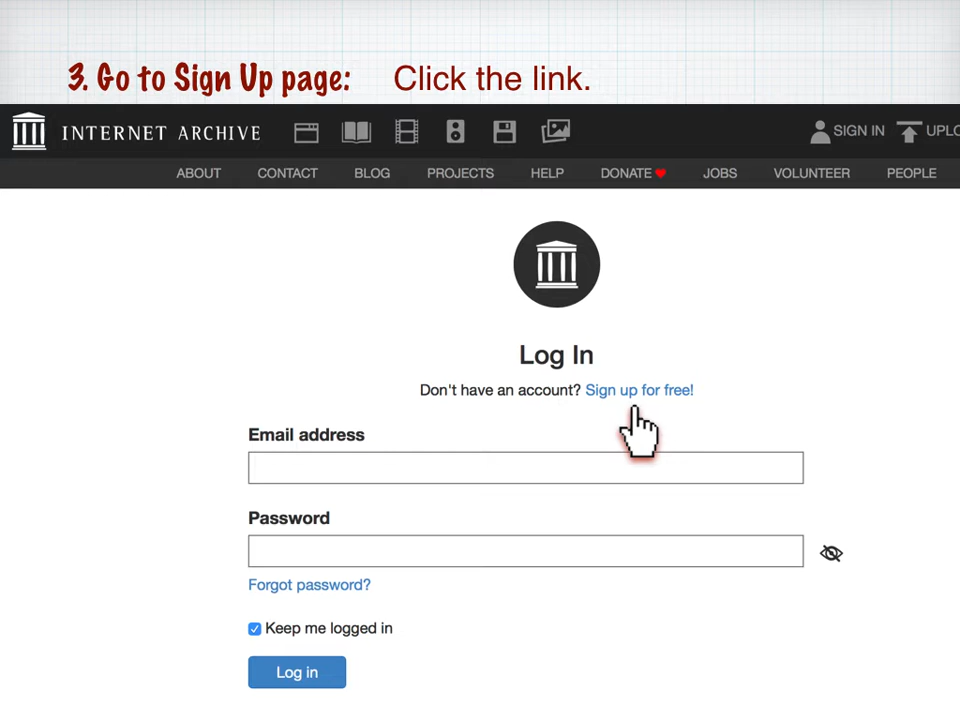 3. Go to Sign Up page: Click the link.
INTERNET ARCHIVE SIGN IN UPLO
ABOUT CONTACT BLOG PROJECTS HELP DONATE JOBS VOLUNTEER PEOPLE
Log In
Don't have an account? Sign up for free!
Email address
Password
Forgot password?
Keep me logged in
Log in